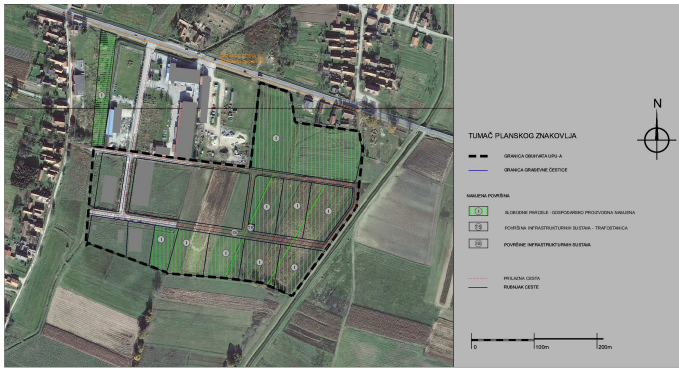 N
TUMAČ PLANSKOG ZNAKOVLJA
GRANICA OBUHVATA UPU-A
GRANICA GRAĐEVNE ČESTICE
NAMJENA POVRŠINA
SLOBODNE PARCELE - GOSPODARSKO PROIZVODNA NAMJENA
POVRŠINA INFRASTRUKTURNIH SUSTAVA - TRAFOSTANICA
POVRŠINE INFRASTRUKTURNIH SUSTAVA
PRILAZNA CESTA
RUBNJAK CESTE
0 100m 200m